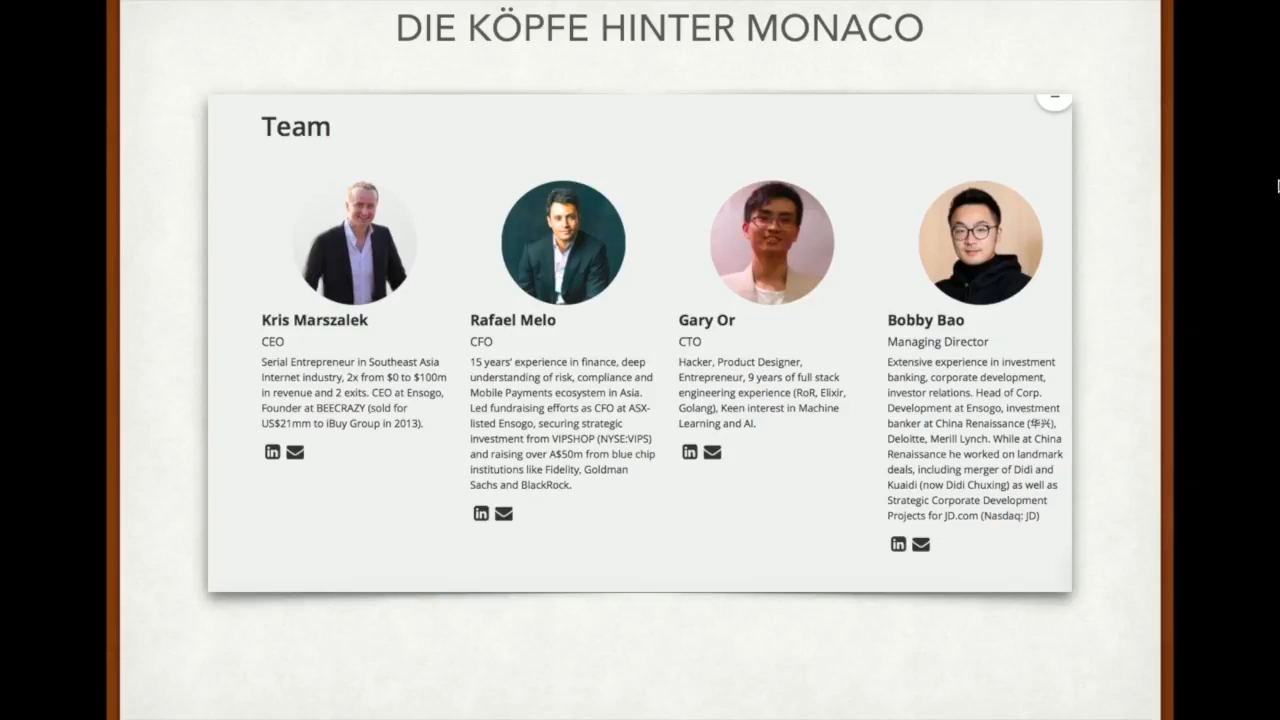 DIE KÖPFE HINTER MONACO
Team
Kris Marszalek
CEO
Serial Entrepreneur in Southeast Asia
Internet industry, 2x from $0 to $100m
in revenue and 2 exits. CEO at Ensogo,
Founder at BEECRAZY (sold for
US$21mm to iBuy Group in 2013).
Rafael Melo
CFO
15 years' experience in finance, deep
understanding of risk, compliance and
Mobile Payments ecosystem in Asia.
Led fundraising efforts as CFO at ASX-
listed Ensogo, securing strategic
investment from VIPSHOP (NYSE:VIPS)
and raising over A$50m from blue chip
institutions like Fidelity, Goldman
Sachs and BlackRock.
Gary Or
CTO
Hacker, Product Designer,
Entrepreneur, 9 years of full stack
engineering experience (RoR, Elixir,
Golang), Keen interest in Machine
Learning and AI.
Bobby Bao
Managing Director
Extensive experience in investment
banking, corporate development,
investor relations. Head of Corp.
Development at Ensogo, investment
banker at China Renaissance (华兴),
Deloitte, Merill Lynch. While at China
Renaissance he worked on landmark
deals, including merger of Didi and
Kuaidi (now Didi Chuxing) as well as
Strategic Corporate Development
Projects for JD.com (Nasdaq: JD)